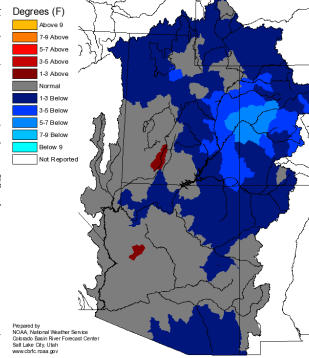 Degrees (F)
Above 9
7-9 Above
5-7 Above
3-5 Above
1-3 Above
Normal
1-3 Below
3-5 Below
5-7 Below
7-9 Below
Below 9
Not Reported
Prepared by
NOAA, National Weather Service
Colorado Basin River Forecast Center
Salt Lake City, Utah
www.cbrfc.noaa.gov